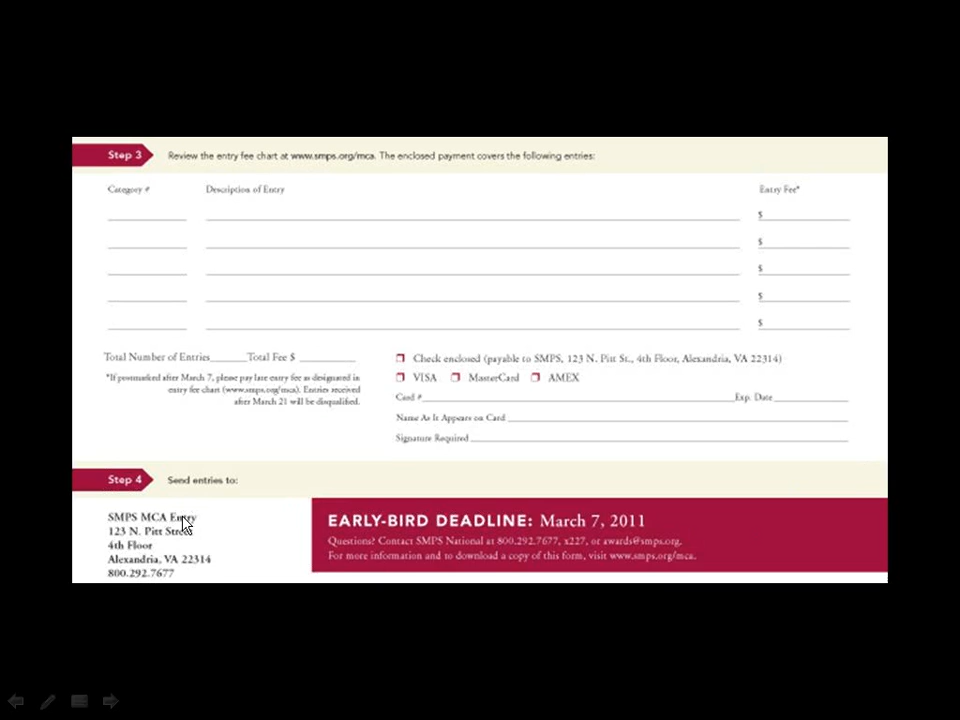 Step 3 Review the entry fee chart at www.smps.org/mca. The enclosed payment covers the following entries:
Category # Description of Entry Entry Fee*
$
$
$
$
$
Total Number of Entries______Total Fee $ _________
*If postmarked after March 7, please pay late entry fee as designated in
entry fee chart (www.smps.org/mca). Entries received
after March 21 will be disqualified.
Check enclosed (payable to SMPS, 123 N. Pitt St., 4th Floor, Alexandria, VA 22314)
VISA MasterCard AMEX
Card # Exp. Date
Name As It Appears on Card
Signature Required
Step 4 Send entries to:
SMPS MCA Entry
123 N. Pitt Street
4th Floor
Alexandria, VA 22314
800.292.7677
EARLY-BIRD DEADLINE: March 7, 2011
Questions? Contact SMPS National at 800.292.7677, x227, or awards@smps.org.
For more information and to download a copy of this form, visit www.smps.org/mca.